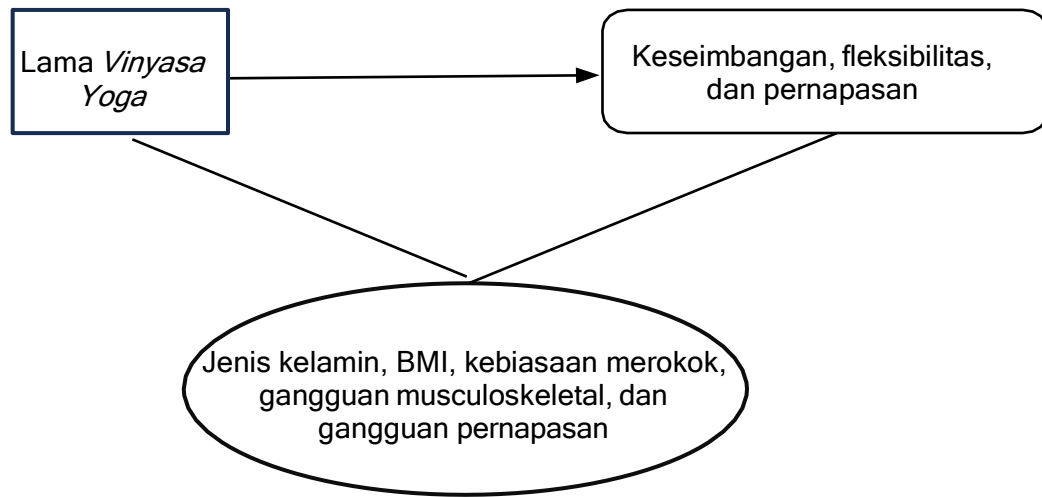 Lama Vinyasa
Yoga
Keseimbangan, fleksibilitas,
dan pernapasan
Jenis kelamin, BMI, kebiasaan merokok,
gangguan musculoskeletal, dan
gangguan pernapasan